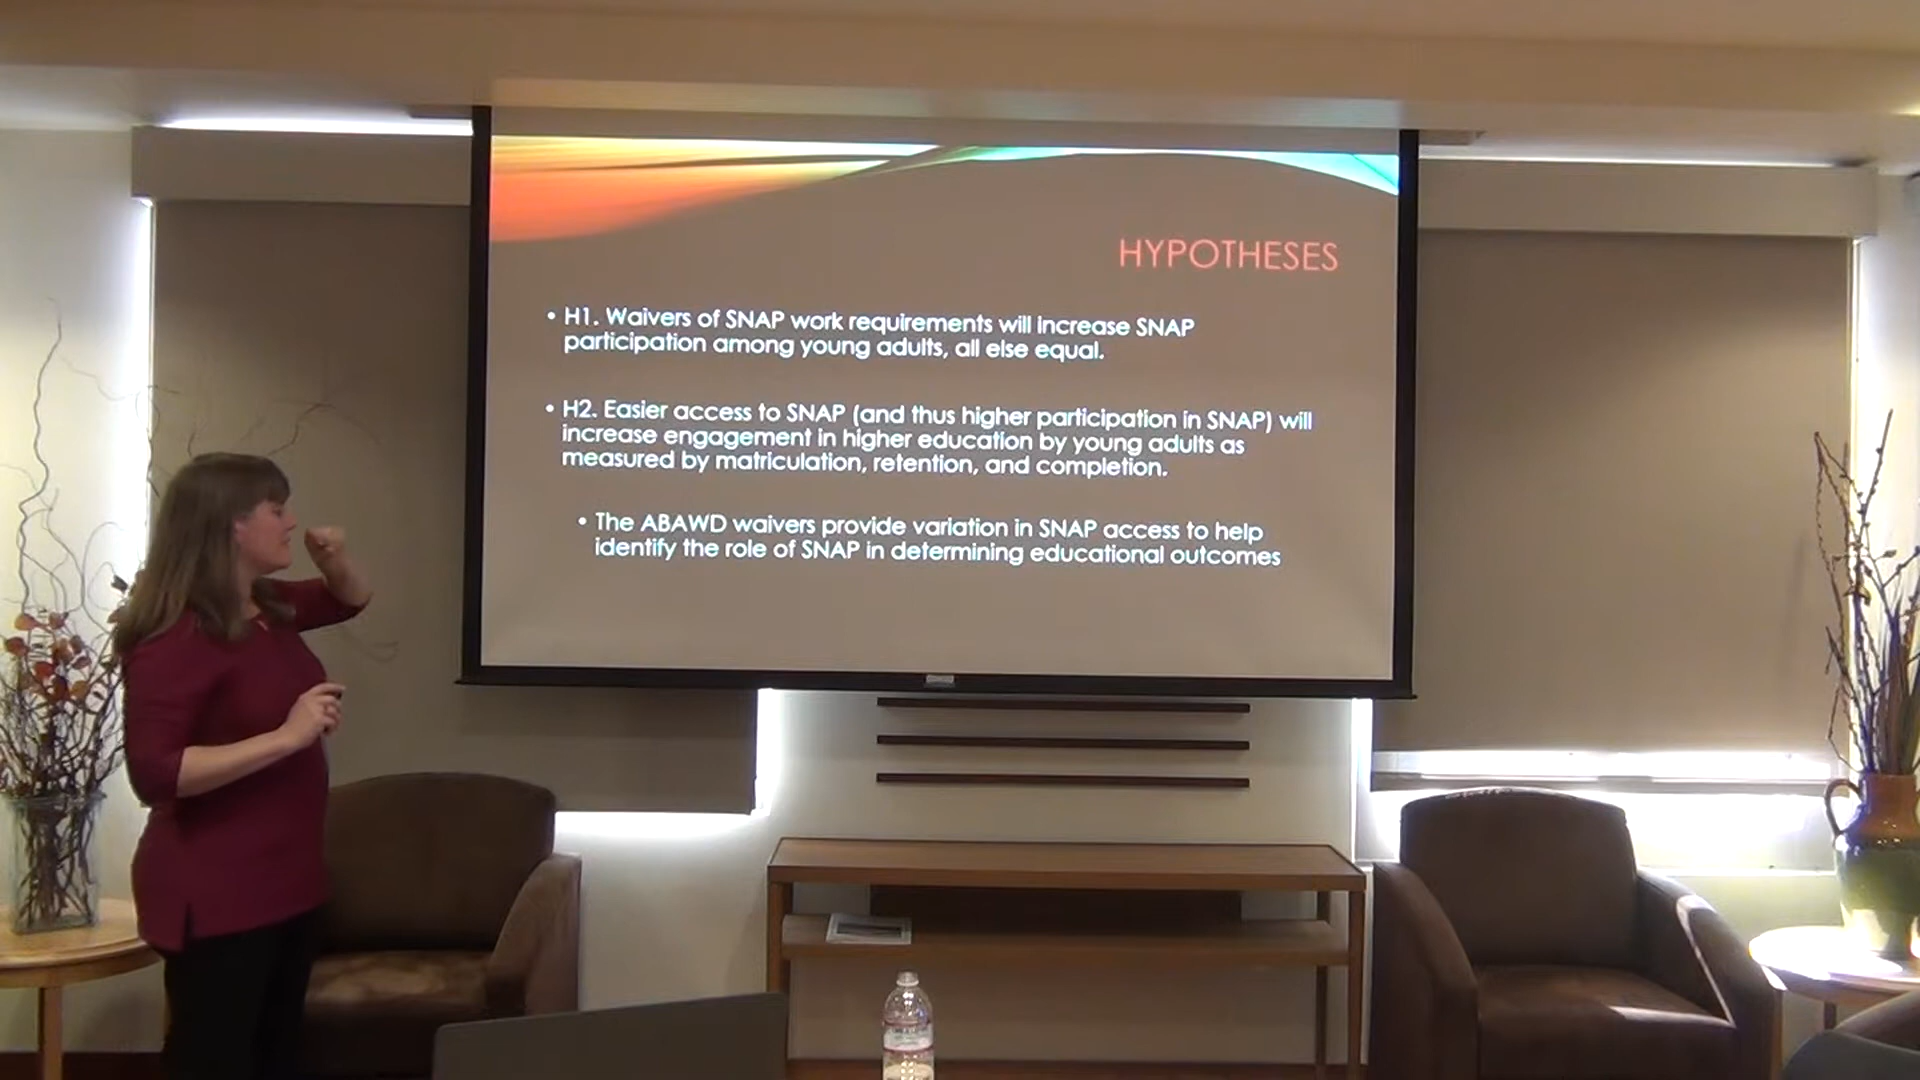 HYPOTHESES
• H1. Waivers of SNAP work requirements will increase SNAP
participation among young adults, all else equal.
• H2. Easier access to SNAP (and thus higher participation in SNAP) will
increase engagement in higher education by young adults as
measured by matriculation, retention, and completion.
• The ABAWD waivers provide variation in SNAP access to help
identify the role of SNAP in determining educational outcomes